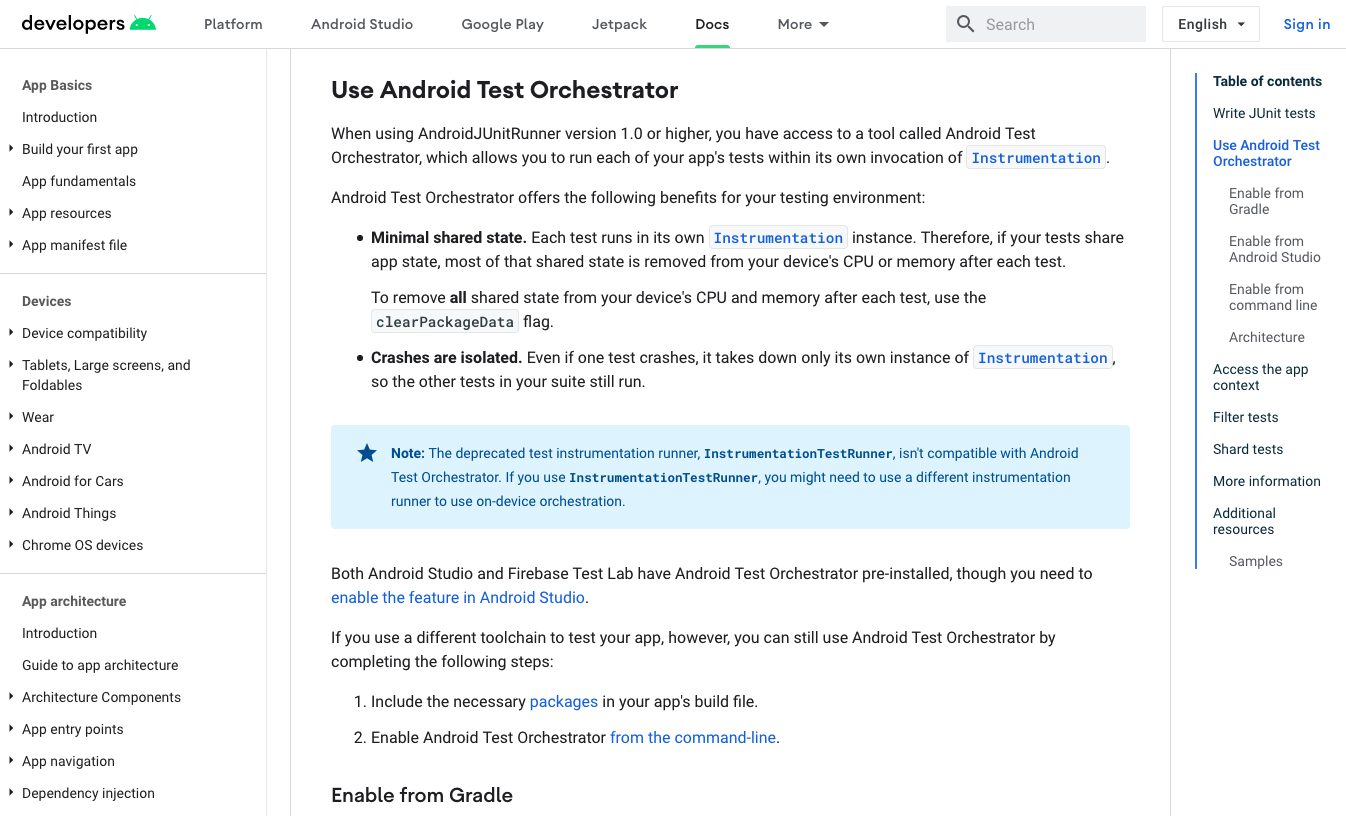 developers
Platform
Android Studio
Google Play
Jetpack
Docs
More
Search
English
Sign in
App Basics
Introduction
Build your first app
App fundamentals
App resources
App manifest file
Devices
Device compatibility
Tablets, Large screens, and
Foldables
Wear
Android TV
Android for Cars
Android Things
Chrome OS devices
App architecture
Introduction
Guide to app architecture
Architecture Components
App entry points
App navigation
Dependency injection
Use Android Test Orchestrator
When using AndroidJUnitRunner version 1.0 or higher, you have access to a tool called Android Test
Orchestrator, which allows you to run each of your app's tests within its own invocation of Instrumentation.
Android Test Orchestrator offers the following benefits for your testing environment:
• Minimal shared state. Each test runs in its own Instrumentation instance. Therefore, if your tests share
app state, most of that shared state is removed from your device's CPU or memory after each test.
To remove all shared state from your device's CPU and memory after each test, use the
clearPackageData flag.
• Crashes are isolated. Even if one test crashes, it takes down only its own instance of Instrumentation,
so the other tests in your suite still run.
Note: The deprecated test instrumentation runner, InstrumentationTestRunner, isn't compatible with Android
Test Orchestrator. If you use InstrumentationTestRunner, you might need to use a different instrumentation
runner to use on-device orchestration.
Both Android Studio and Firebase Test Lab have Android Test Orchestrator pre-installed, though you need to
enable the feature in Android Studio.
If you use a different toolchain to test your app, however, you can still use Android Test Orchestrator by
completing the following steps:
1. Include the necessary packages in your app's build file.
2. Enable Android Test Orchestrator from the command-line.
Enable from Gradle
Table of contents
Write JUnit tests
Use Android Test
Orchestrator
Enable from
Gradle
Enable from
Android Studio
Enable from
command line
Architecture
Access the app
context
Filter tests
Shard tests
More information
Additional
resources
Samples